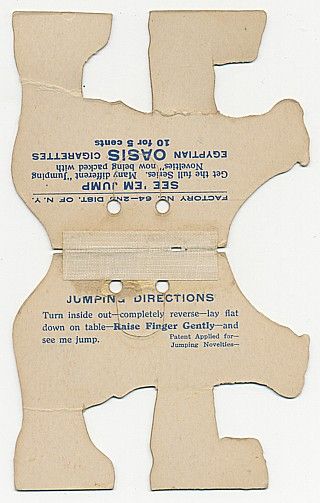 FACTORY NO. 64—2ND DIST. OF N. Y.
SEE 'EM JUMP
Get the full Series. Many different "Jumping
Novelties" now being packed with
EGYPTIAN OASIS CIGARETTES
10 for 5 cents
JUMPING DIRECTIONS
Turn inside out—completely reverse—lay flat
down on table—Raise Finger Gently—and
see me jump.
Patent Applied for—
Jumping Novelties—